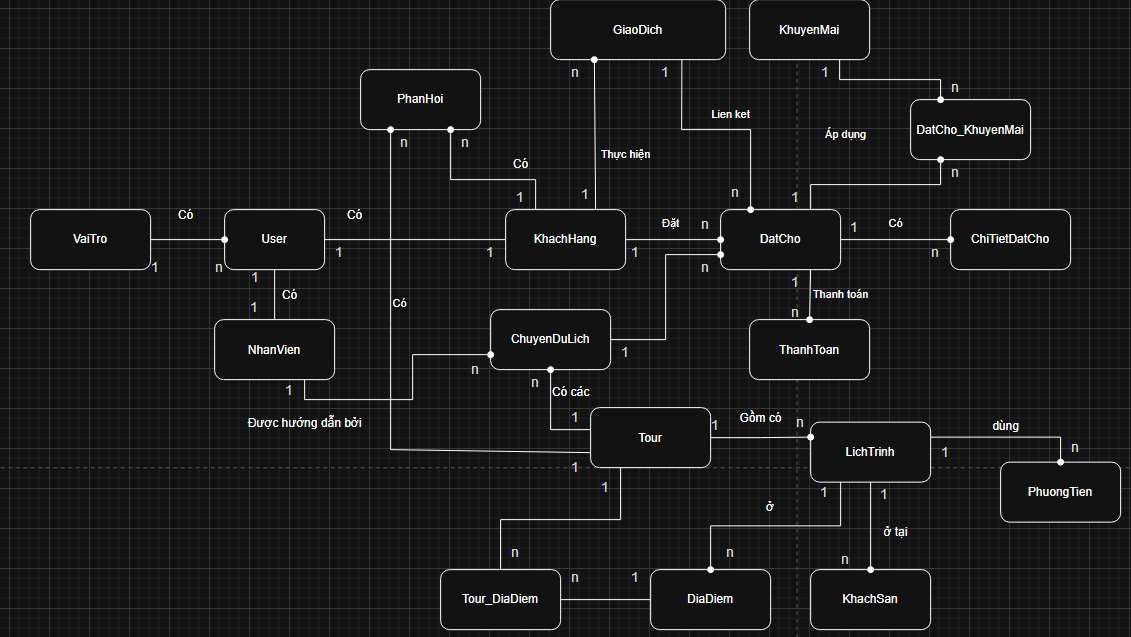 GiaoDich
KhuyenMai
n
1
1
n
PhanHoi
DatCho_KhuyenMai
Lien ket
Áp dụng
n
n
Thực hiện
Có
n
1
1
n
1
VaiTro
Có
User
Có
KhachHang
Đặt
n
DatCho
1
Có
ChiTietDatCho
1
n
1
1
1
n
n
1
Có
1
Có
1
Thanh toán
n
NhanVien
ChuyenDuLich
1
ThanhToan
1
n
n
Có các
Được hướng dẫn bởi
1
Tour
1
Gồm có
n
LichTrinh
dùng
1
n
1
1
1
1
PhuongTien
ở
ở tại
n
n
n
n
1
Tour_DiaDiem
DiaDiem
KhachSan